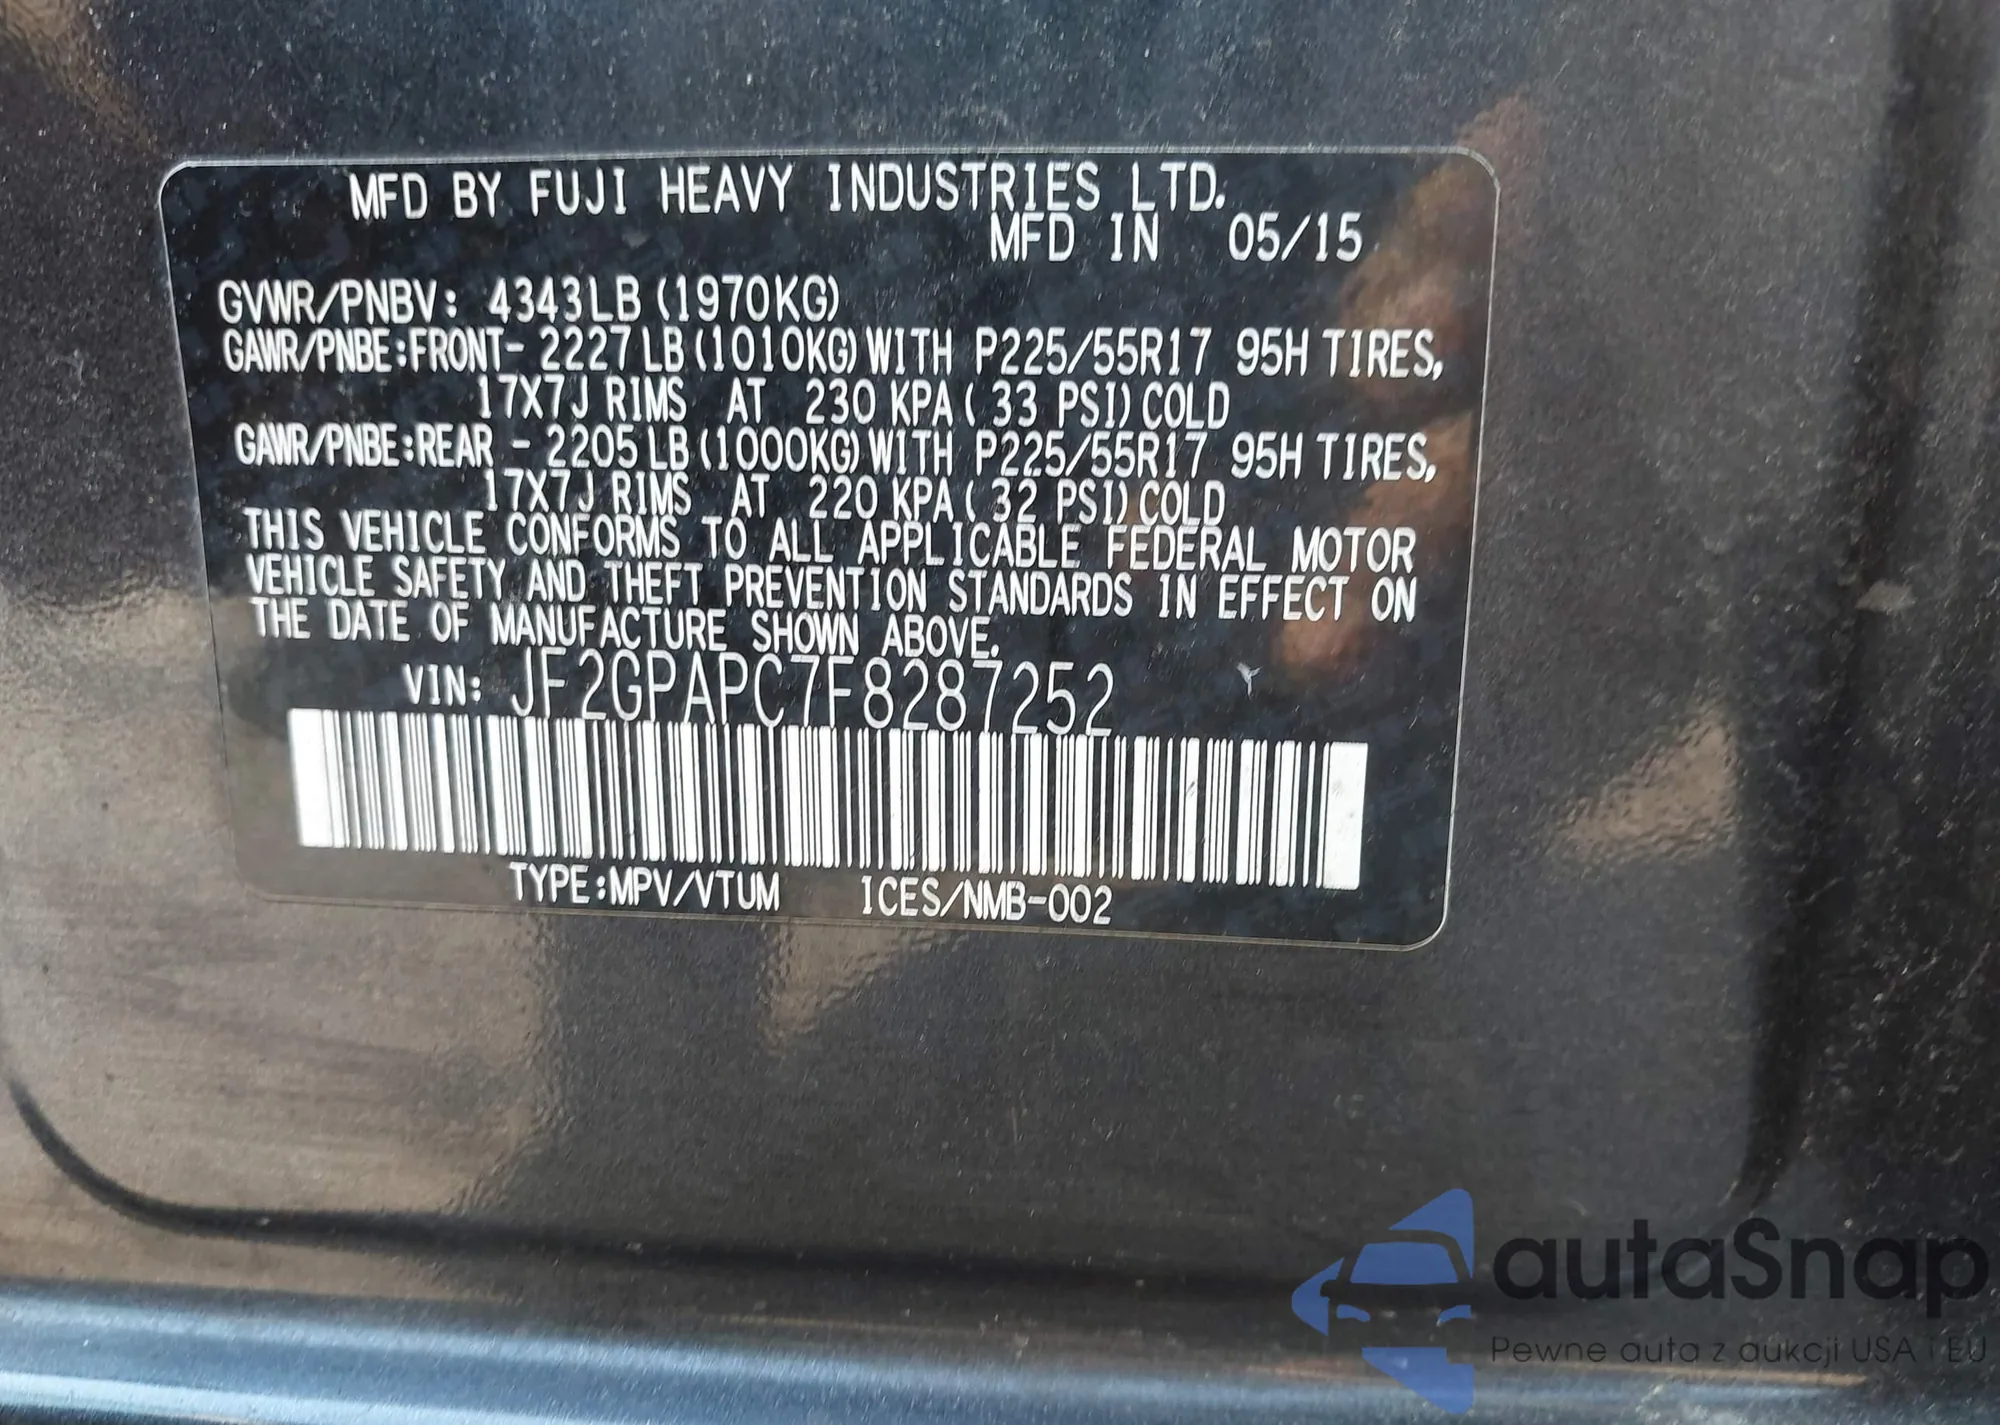 MFD BY FUJI HEAVY INDUSTRIES LTD.
MFD IN 05/15
GVWR/PNBV: 4343LB (1970KG)
GAWR/PNBE:FRONT- 2227 LB (1010KG) WITH P225/55R17 95H TIRES,
17X7J RIMS AT 230 KPA ( 33 PSI) COLD
GAWR/PNBE:REAR - 2205 LB (1000KG) WITH P225/55R17 95H TIRES,
17X7J RIMS AT 220 KPA ( 32 PSI) COLD
THIS VEHICLE CONFORMS TO ALL APPLICABLE FEDERAL MOTOR
VEHICLE SAFETY AND THEFT PREVENTION STANDARDS IN EFFECT ON
THE DATE OF MANUFACTURE SHOWN ABOVE.
VIN: JF2GPAPC7F8287252
TYPE:MPV/VTUM ICES/NMB-002
autaSnap
Pewne auta z aukcji USA i EU